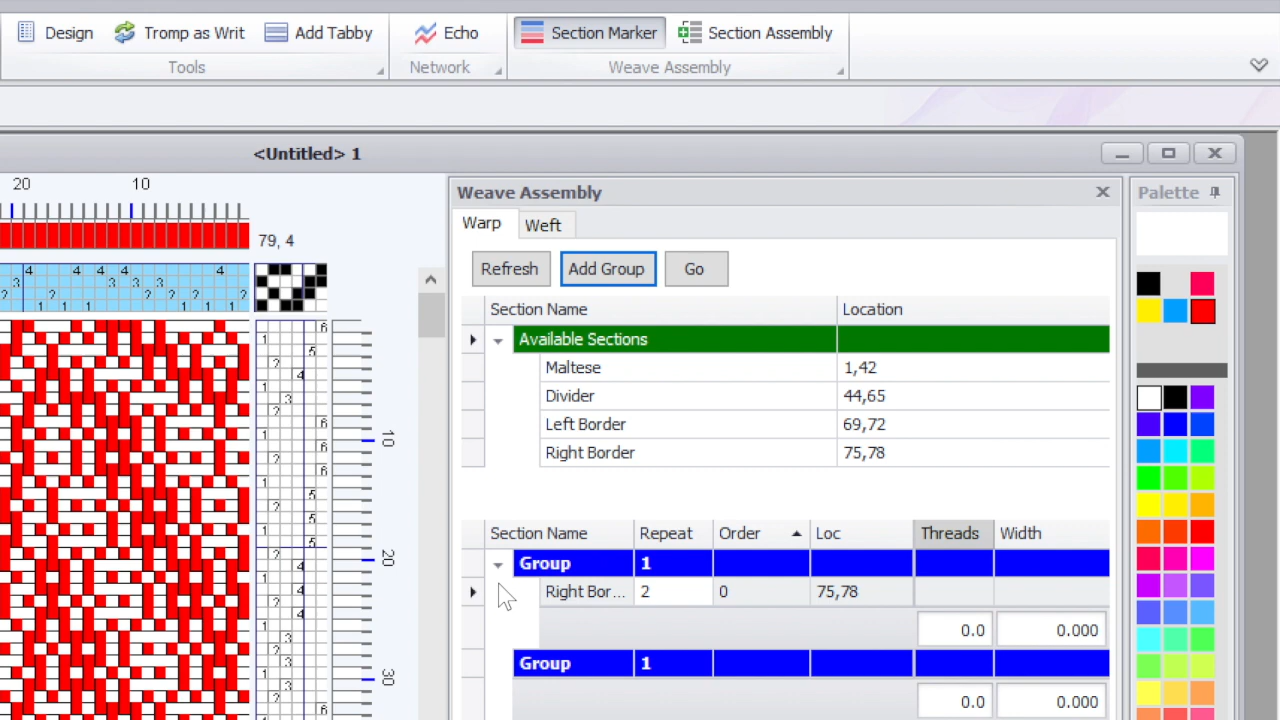 Design Tromp as Writ Add Tabby Echo Section Marker Section Assembly
Tools Network Weave Assembly
<Untitled> 1
20 10
79, 4
Weave Assembly
Warp Weft
Refresh Add Group Go
Section Name Location
Available Sections
Maltese 1,42
Divider 44,65
Left Border 69,72
Right Border 75,78
Section Name Repeat Order Loc Threads Width
Group 1
Right Bor... 2 0 75,78
0.0 0.000
Group 1
0.0 0.000
Palette
10
20
30